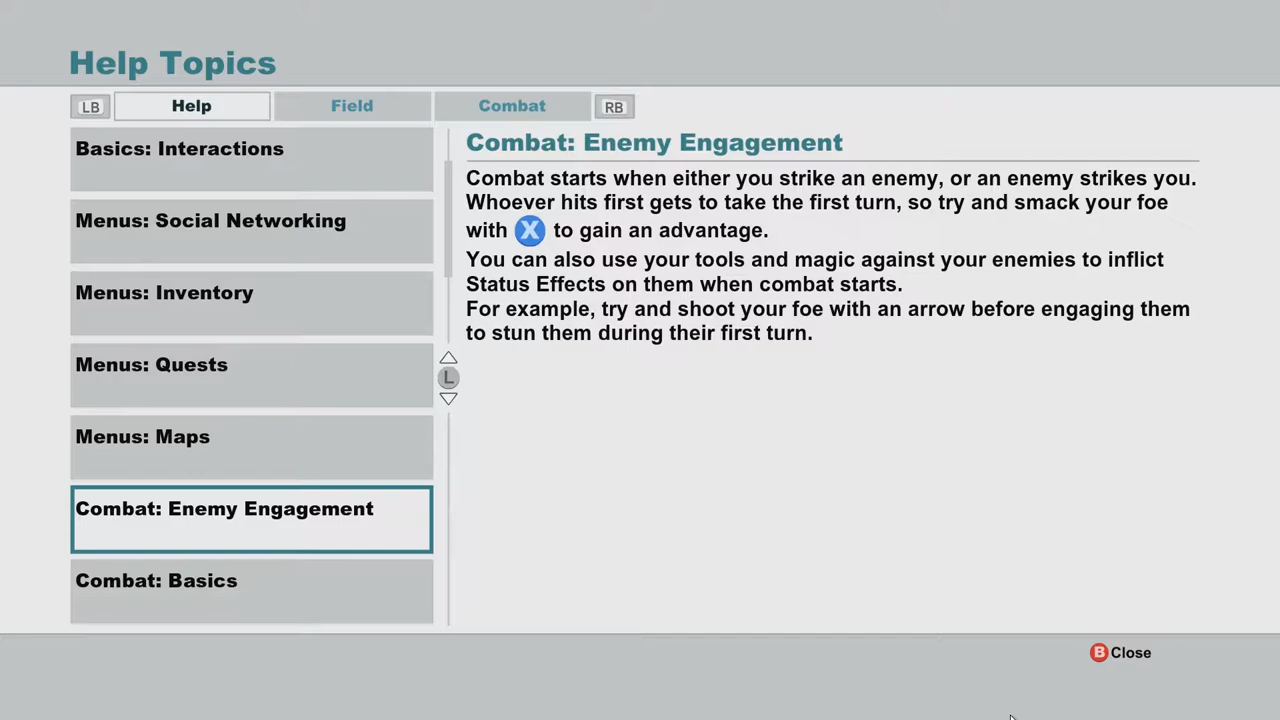 Help Topics
LB Help Field Combat RB
Basics: Interactions
Menus: Social Networking
Menus: Inventory
Menus: Quests
Menus: Maps
Combat: Enemy Engagement
Combat: Basics
L
Combat: Enemy Engagement
Combat starts when either you strike an enemy, or an enemy strikes you.
Whoever hits first gets to take the first turn, so try and smack your foe
with X to gain an advantage.
You can also use your tools and magic against your enemies to inflict
Status Effects on them when combat starts.
For example, try and shoot your foe with an arrow before engaging them
to stun them during their first turn.
B Close